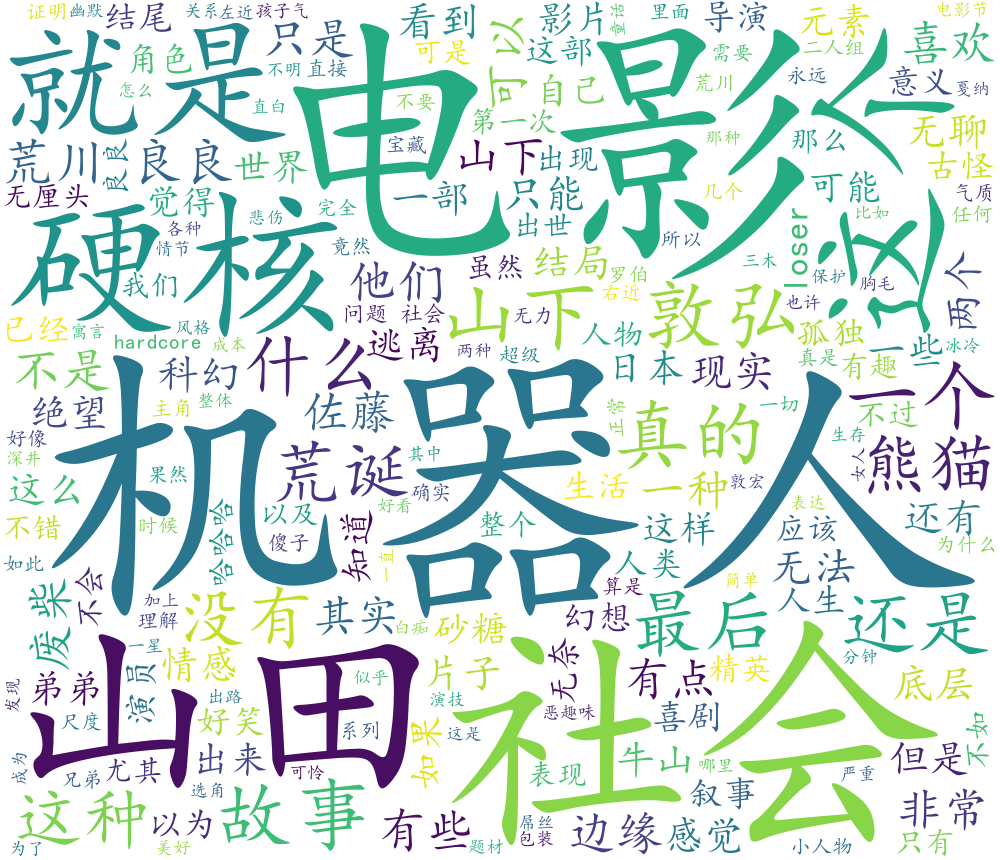 证明
幽默
结尾
关系
左近
孩子气
看到
影片
童话
里面
导演
元素
电影节
就是
电影
只是
可是
这部
可以
需要
二人组
喜欢
角色
不明
直接
自己
荒川
永远
意义
戛纳
怎么
直白
不要
第一次
那种
那么
无聊
荒川
良良
良良
世界
宝藏
山下
出现
几个
可能
古怪
气质
无厘头
觉得
一部
只能
出世
loser
比如
任何
这
个
硬核
悲伤
完全
各种
情节
竟然
所以
我们
他们
虽然
结局
罗伯
三木
保护
胸毛
两个
问题
社会
右近
也许
已经
寓言
风格
山下
无力
敦弘
孤独
一些
冰冷
hardcore
成本
什么
逃离
两种
超级
人物
真是
有趣
不是
科幻
日本
现实
一个
绝望
主角
整体
佐藤
真的
正常
一切
不过
好像
机器人
生存
女人
熊猫
深井
果然
荒诞
其中
确实
好看
生活
一种
敦宏
表达
这么
不错
时候
哈哈哈
以及
傻子
知道
整个
这样
应该
还有
为什么
如此
一直
人类
无法
废柴
不会
加上
理解
没有
其实
白痴
砂糖
算是
幻想
简单
人生
最后
还是
分钟
一星
情感
片子
无奈
有点
精英
底层
发现
弟弟
演员
出路
山田
似乎
演技
社会
恶趣味
喜剧
尺度
好笑
系列
如果
这是
不如
成为
兄弟
尤其
出来
可怜
表现
牛山
哪里
但是
严重
选角
叙事
这种
以为
故事
有些
题材
屌丝
包装
边缘
感觉
非常
为了
美好
小人物
只有